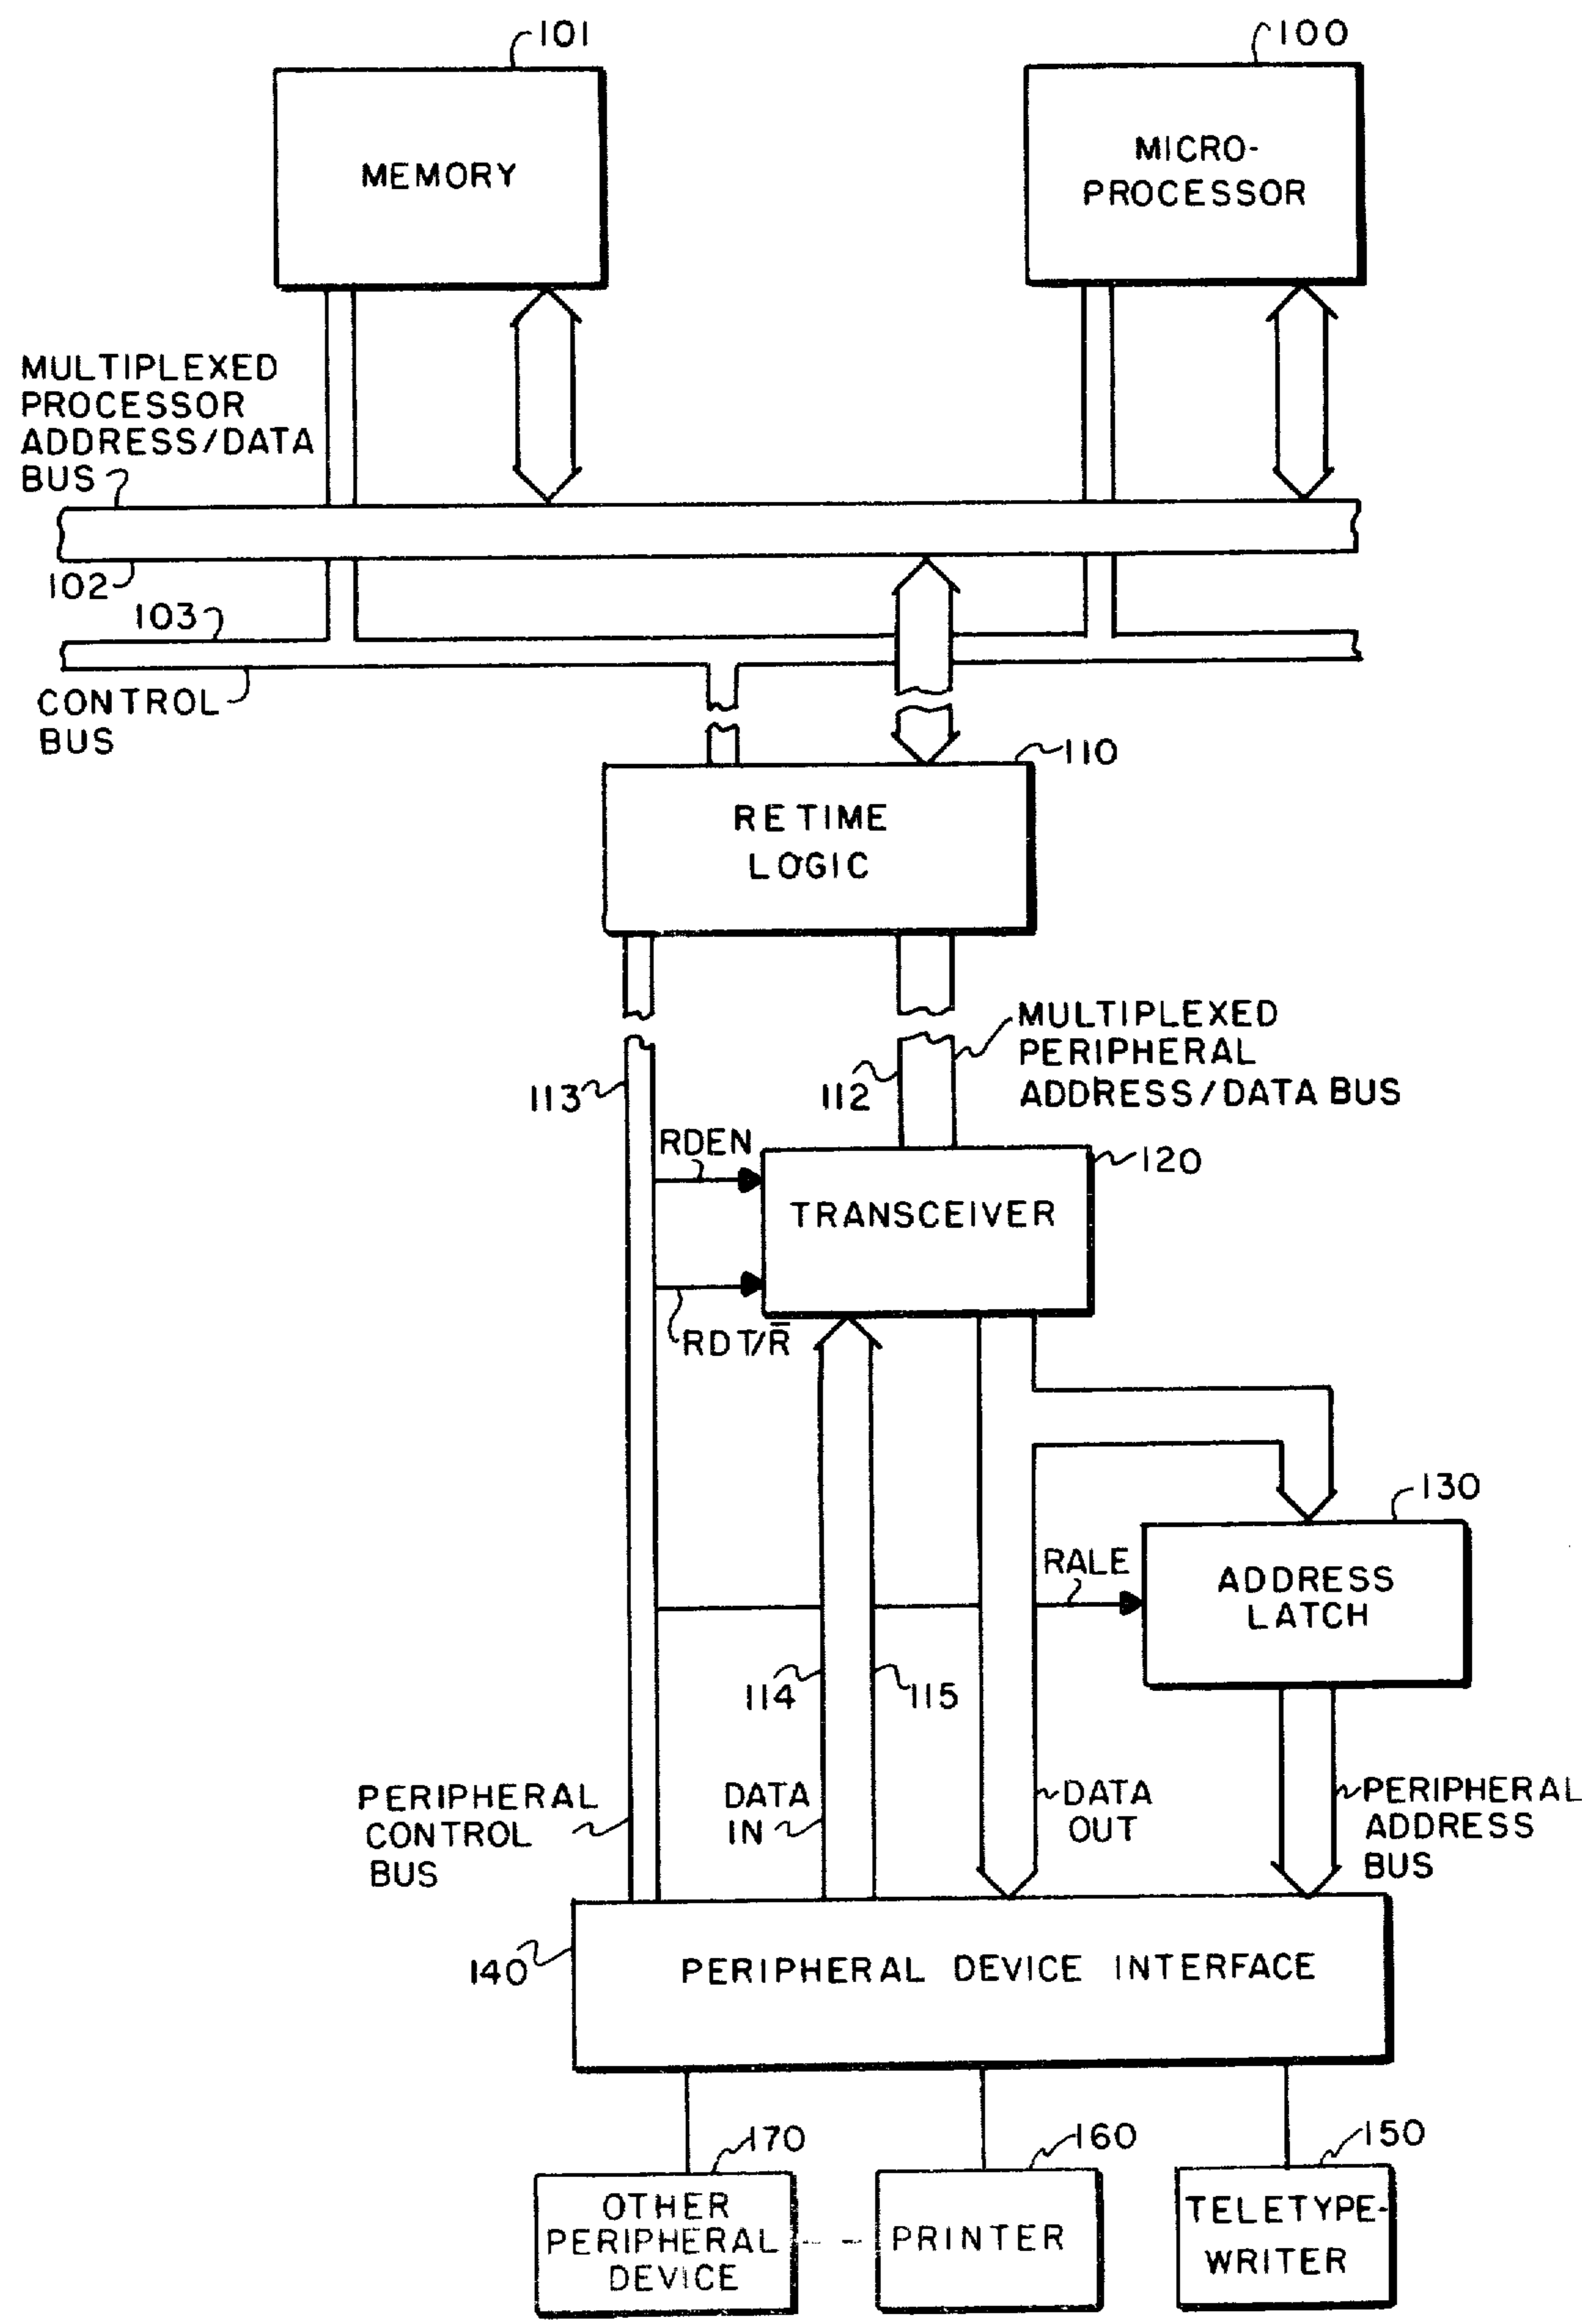 101
100
MEMORY
MICRO-
PROCESSOR
MULTIPLEXED
PROCESSOR
ADDRESS/DATA
BUS
102
103
CONTROL
BUS
110
RETIME
LOGIC
MULTIPLEXED
PERIPHERAL
ADDRESS/DATA BUS
113
112
RDEN
120
TRANSCEIVER
RDT/R̅
130
RALE
ADDRESS
LATCH
114
115
PERIPHERAL
CONTROL
BUS
DATA
IN
DATA
OUT
PERIPHERAL
ADDRESS
BUS
140
PERIPHERAL DEVICE INTERFACE
170
160
150
OTHER
PERIPHERAL
DEVICE
PRINTER
TELETYPE-
WRITER